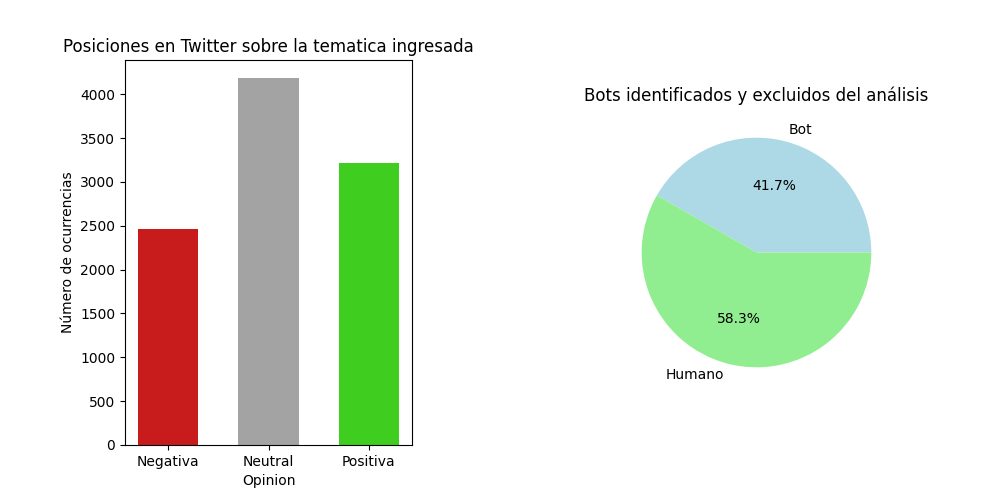 Posiciones en Twitter sobre la tematica ingresada
Número de ocurrencias
4000
3500
3000
2500
2000
1500
1000
500
0
Negativa
Neutral
Positiva
Opinion
Bots identificados y excluidos del análisis
Bot
41.7%
58.3%
Humano